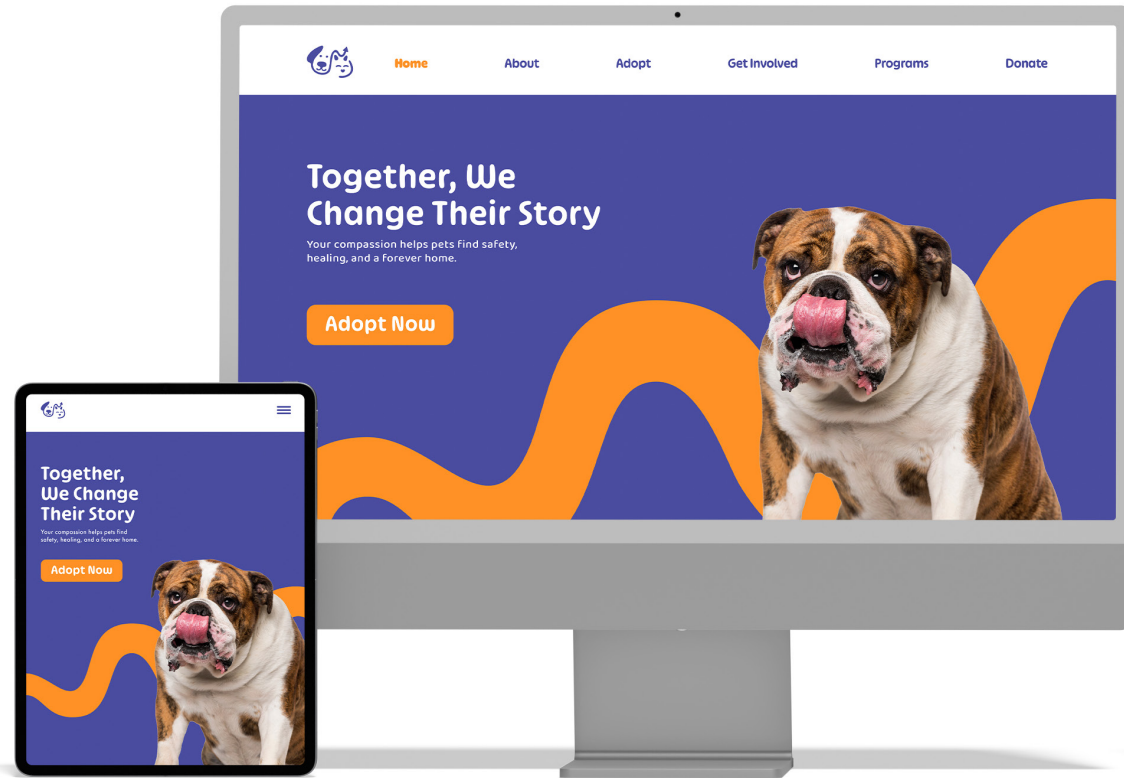 Home About Adopt Get Involved Programs Donate
Together, We
Change Their Story
Your compassion helps pets find safety,
healing, and a forever home.
Adopt Now
Together,
We Change
Their Story
Your compassion helps pets find
safety, healing, and a forever home.
Adopt Now